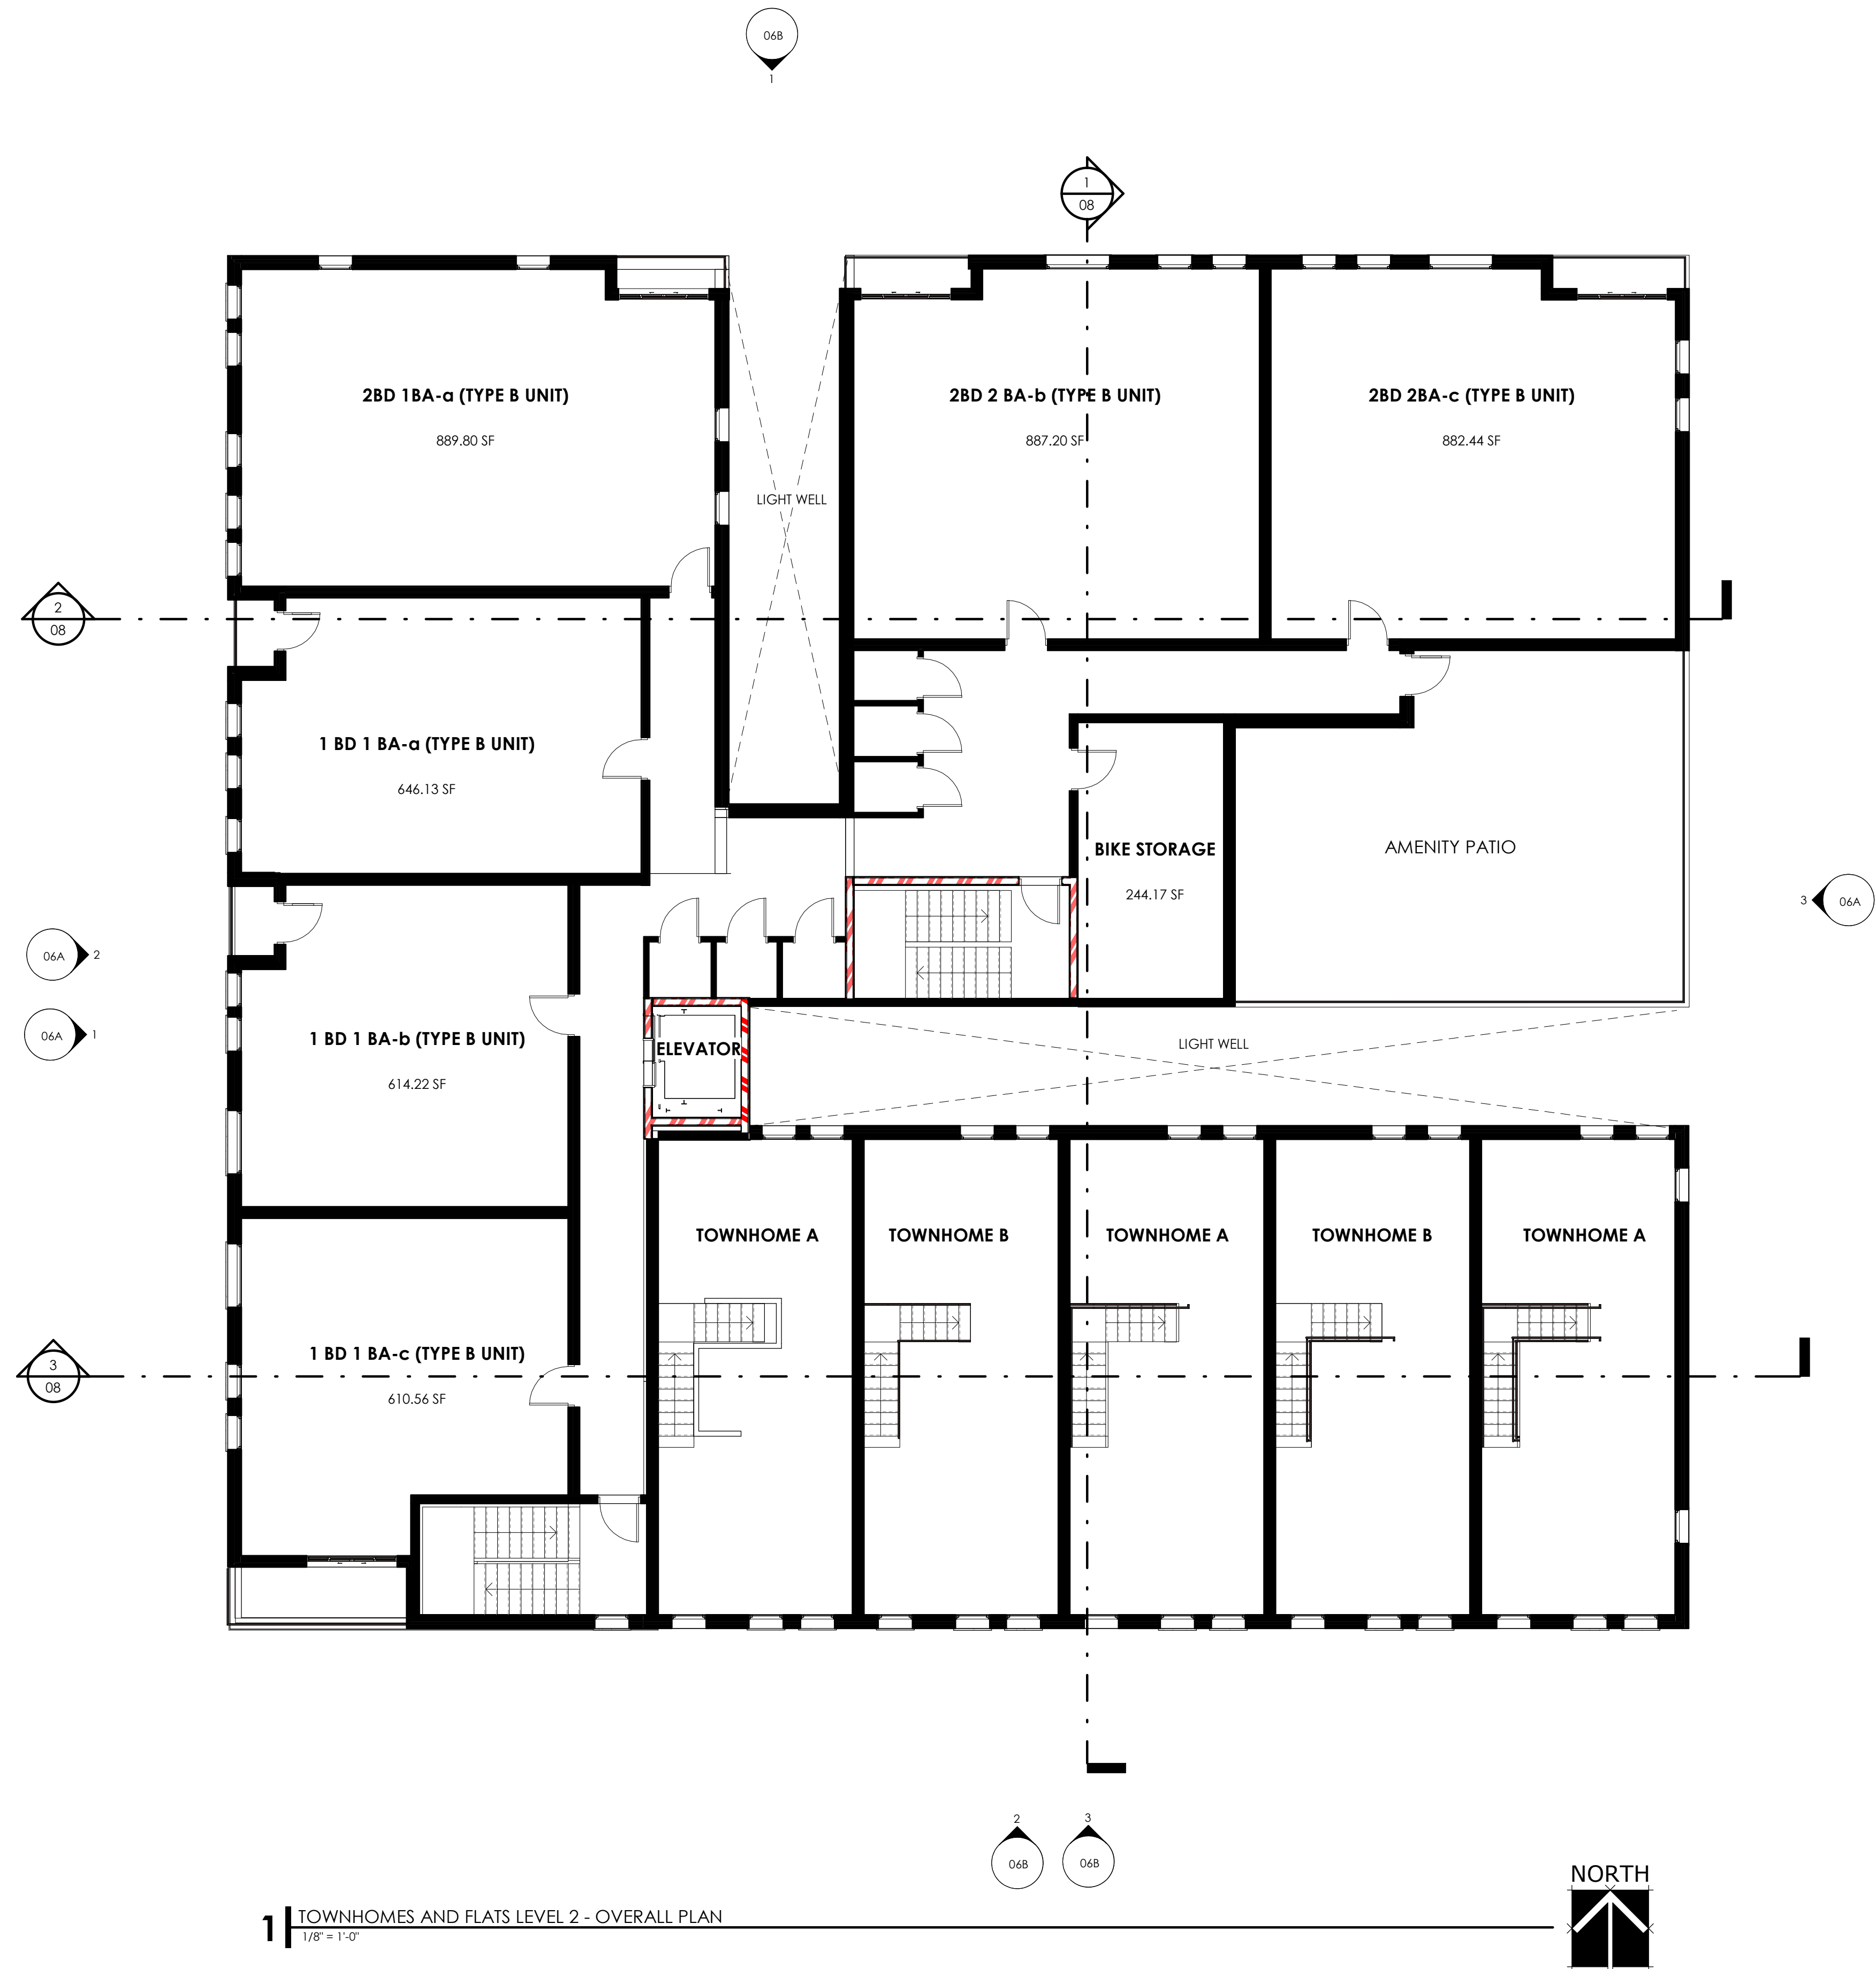 06B
1
1
08
2BD 1BA-a (TYPE B UNIT)
889.80 SF
2BD 2 BA-b (TYPE B UNIT)
887.20 SF
2BD 2BA-c (TYPE B UNIT)
882.44 SF
LIGHT WELL
2
08
1 BD 1 BA-a (TYPE B UNIT)
646.13 SF
BIKE STORAGE
244.17 SF
AMENITY PATIO
3
06A
06A
2
06A
1
1 BD 1 BA-b (TYPE B UNIT)
614.22 SF
ELEVATOR
LIGHT WELL
TOWNHOME A
TOWNHOME B
TOWNHOME A
TOWNHOME B
TOWNHOME A
3
08
1 BD 1 BA-c (TYPE B UNIT)
610.56 SF
2
06B
3
06B
NORTH
1
TOWNHOMES AND FLATS LEVEL 2 - OVERALL PLAN
1/8" = 1'-0"